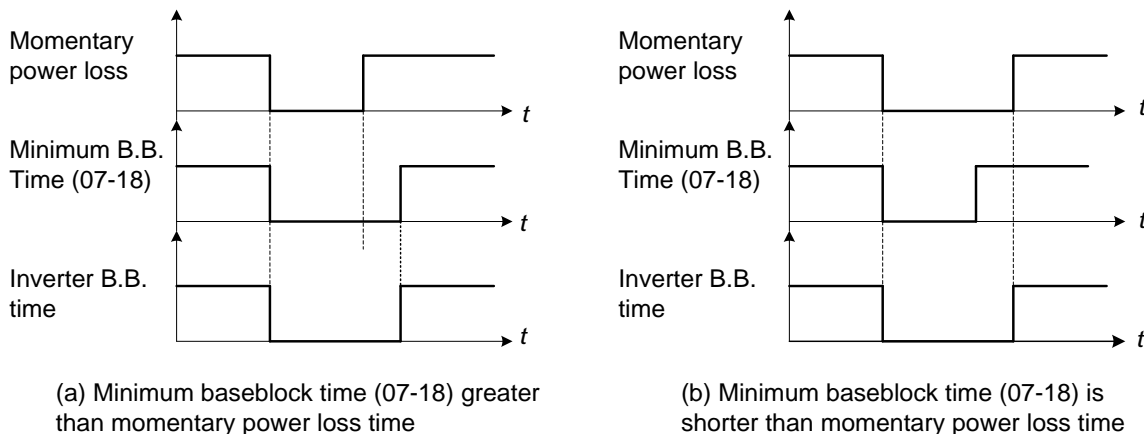 Momentary
power loss
t
Minimum B.B.
Time (07-18)
t
Inverter B.B.
time
t
(a) Minimum baseblock time (07-18) greater
than momentary power loss time
Momentary
power loss
t
Minimum B.B.
Time (07-18)
t
Inverter B.B.
time
t
(b) Minimum baseblock time (07-18) is
shorter than momentary power loss time